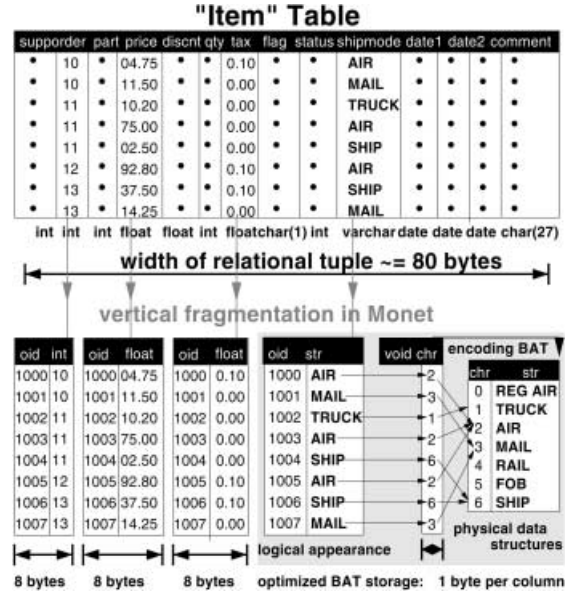 "Item" Table
supp order part price discnt qty tax flag status shipmode date1 date2 comment
• 10 • 04.75 • • 0.10 • • AIR • • •
• 10 • 11.50 • • 0.00 • • MAIL • • •
• 11 • 10.20 • • 0.00 • • TRUCK • • •
• 11 • 75.00 • • 0.00 • • AIR • • •
• 11 • 02.50 • • 0.00 • • SHIP • • •
• 12 • 92.80 • • 0.10 • • AIR • • •
• 13 • 37.50 • • 0.10 • • SHIP • • •
• 13 • 14.25 • • 0.00 • • MAIL • • •
int int int float float int float char(1) int varchar date date date char(27)
width of relational tuple ~= 80 bytes
vertical fragmentation in Monet
oid int oid float oid float oid str void chr encoding BAT
1000 10 1000 04.75 1000 0.10 1000 AIR 2 chr str
1001 10 1001 11.50 1001 0.00 1001 MAIL 3 0 REG AIR
1002 11 1002 10.20 1002 0.00 1002 TRUCK 1 1 TRUCK
1003 11 1003 75.00 1003 0.00 1003 AIR 2 2 AIR
1004 11 1004 02.50 1004 0.00 1004 SHIP 6 3 MAIL
1005 12 1005 92.80 1005 0.10 1005 AIR 2 4 RAIL
1006 13 1006 37.50 1006 0.10 1006 SHIP 6 5 FOB
1007 13 1007 14.25 1007 0.00 1007 MAIL 3 6 SHIP
logical appearance physical data
structures
8 bytes 8 bytes 8 bytes optimized BAT storage: 1 byte per column